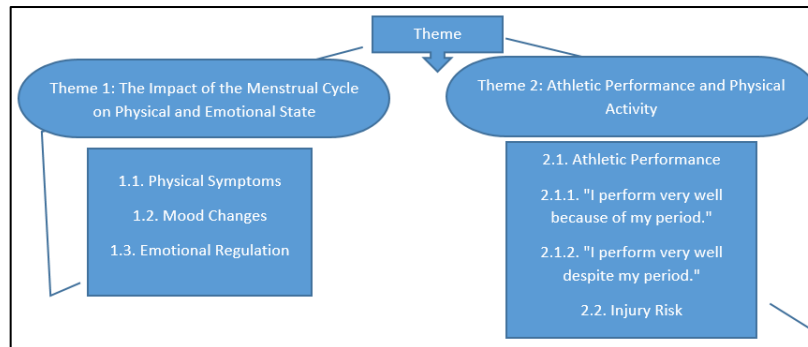 Theme
Theme 1: The Impact of the Menstrual Cycle
on Physical and Emotional State
1.1. Physical Symptoms
1.2. Mood Changes
1.3. Emotional Regulation
Theme 2: Athletic Performance and Physical
Activity
2.1. Athletic Performance
2.1.1. "I perform very well
because of my period."
2.1.2. "I perform very well
despite my period."
2.2. Injury Risk